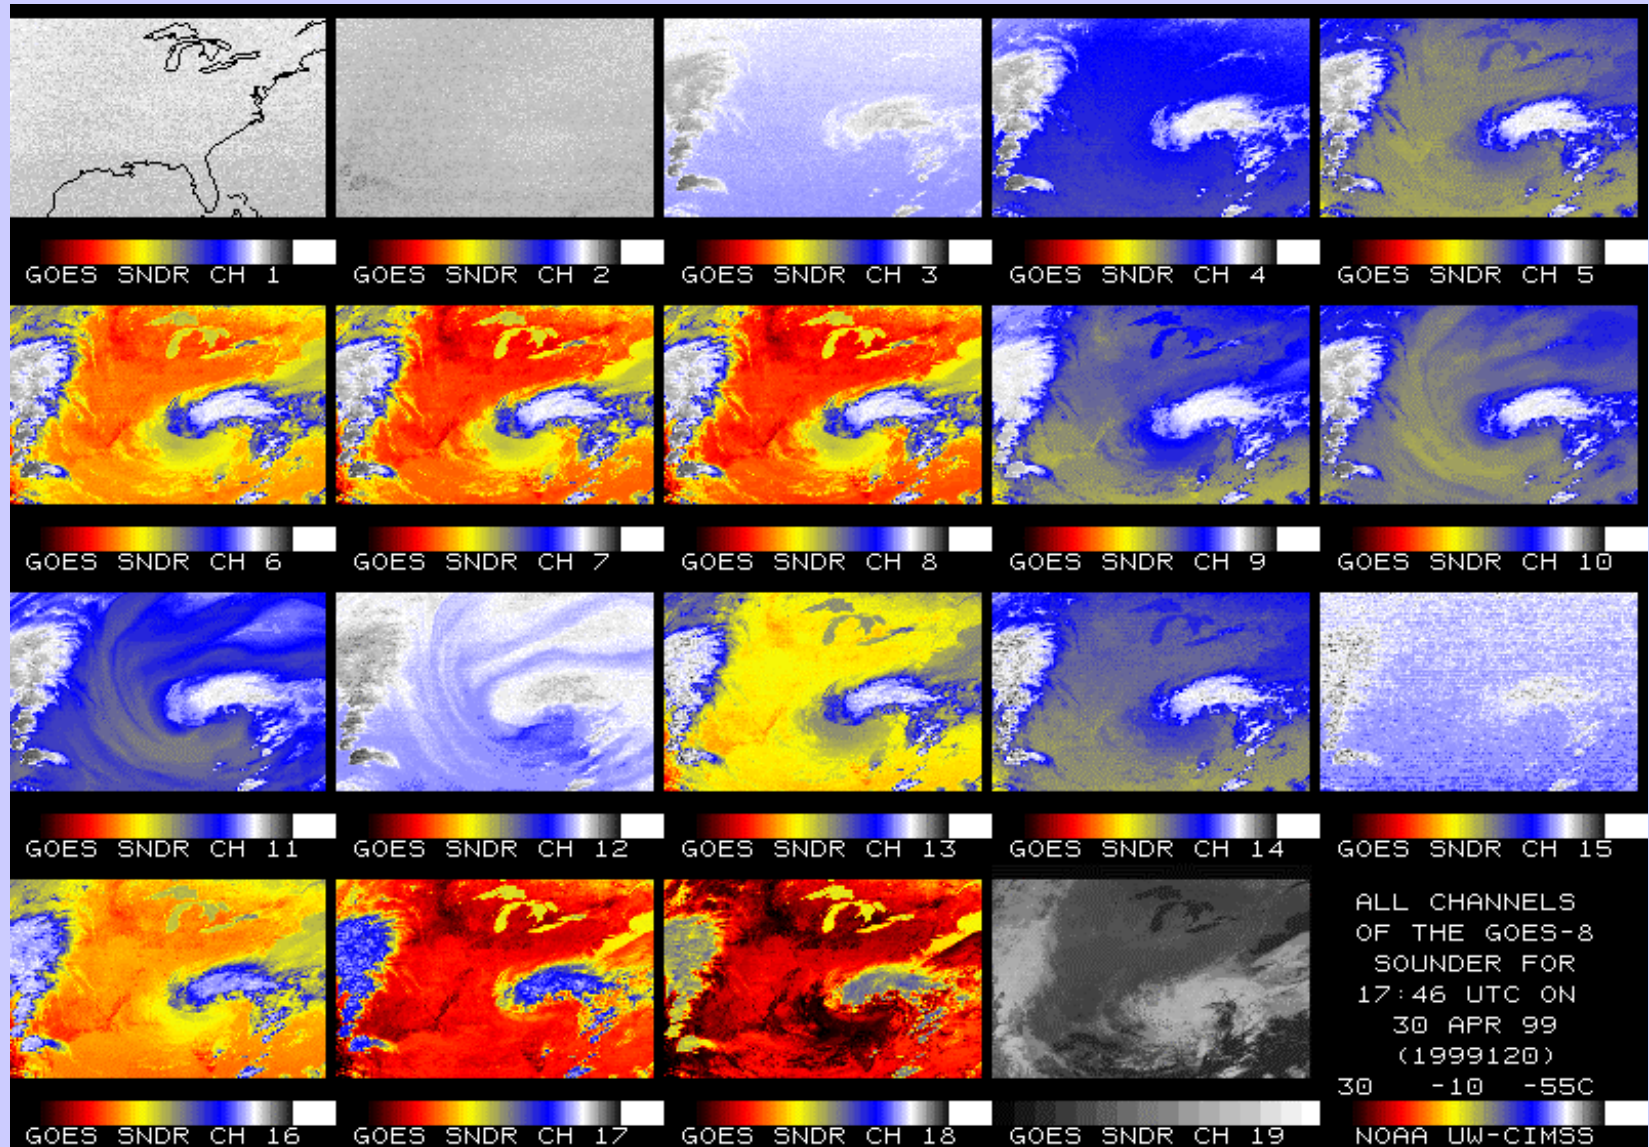 GOES SNDR CH 1
GOES SNDR CH 2
GOES SNDR CH 3
GOES SNDR CH 4
GOES SNDR CH 5
GOES SNDR CH 6
GOES SNDR CH 7
GOES SNDR CH 8
GOES SNDR CH 9
GOES SNDR CH 10
GOES SNDR CH 11
GOES SNDR CH 12
GOES SNDR CH 13
GOES SNDR CH 14
GOES SNDR CH 15
ALL CHANNELS
OF THE GOES-8
SOUNDER FOR
17:46 UTC ON
30 APR 99
(1999120)
30 -10 -55C
GOES SNDR CH 16
GOES SNDR CH 17
GOES SNDR CH 18
GOES SNDR CH 19
NOAA UW-CIMSS